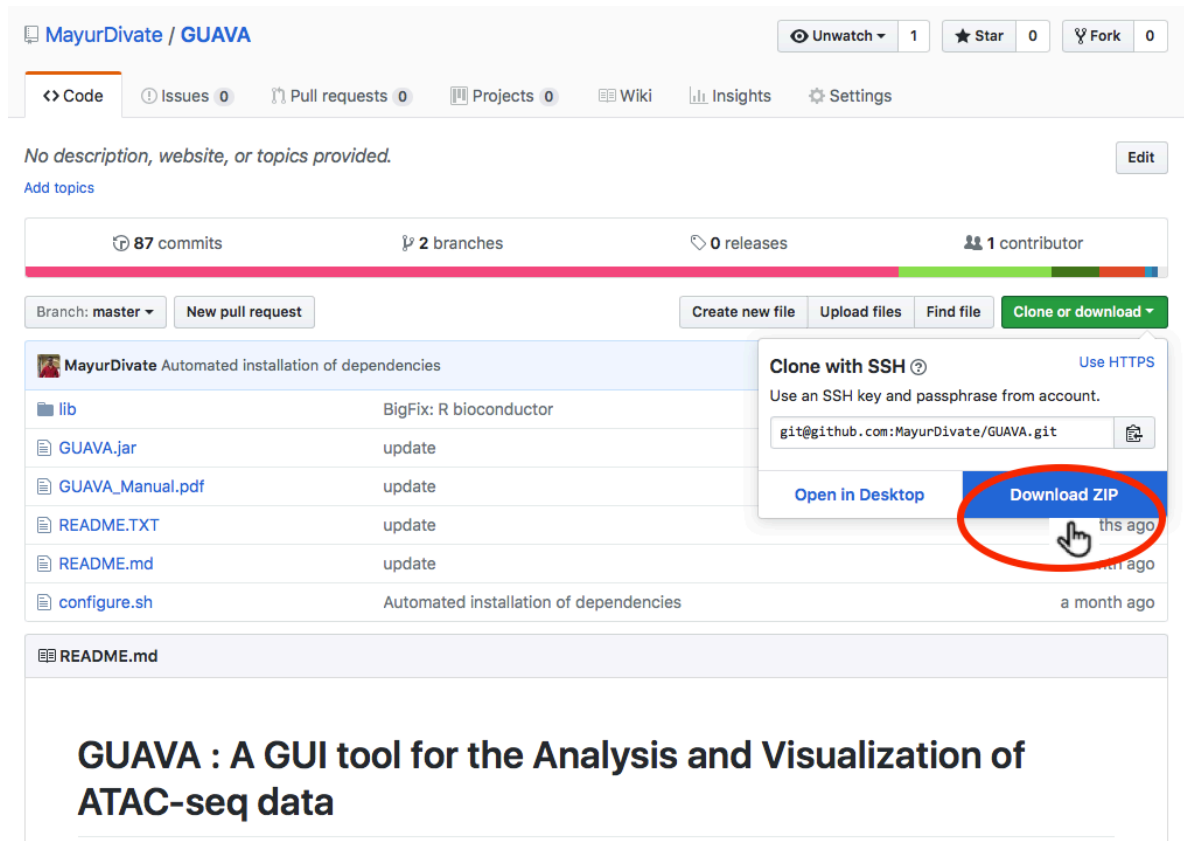 MayurDivate / GUAVA
Unwatch 1 Star 0 Fork 0
Code Issues 0 Pull requests 0 Projects 0 Wiki Insights Settings
No description, website, or topics provided. Edit
Add topics
87 commits 2 branches 0 releases 1 contributor
Branch: master New pull request Create new file Upload files Find file Clone or download
MayurDivate Automated installation of dependencies
Clone with SSH Use HTTPS
Use an SSH key and passphrase from account.
git@github.com:MayurDivate/GUAVA.git
Open in Desktop Download ZIP
lib BigFix: R bioconductor
GUAVA.jar update
GUAVA_Manual.pdf update
README.TXT update ago
README.md update ago
configure.sh Automated installation of dependencies a month ago
README.md
GUAVA : A GUI tool for the Analysis and Visualization of
ATAC-seq data